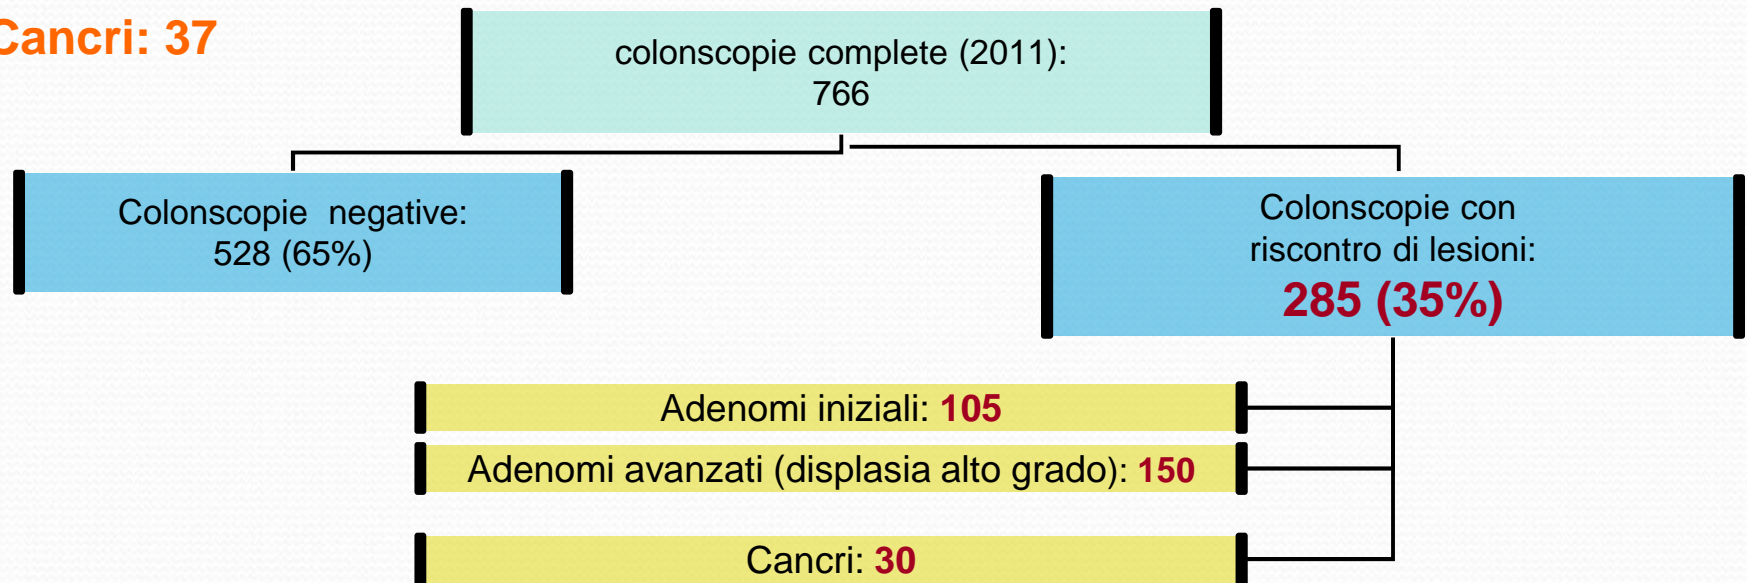 Cancri: 37
colonscopie complete (2011):
766
Colonscopie negative:
528 (65%)
Colonscopie con
riscontro di lesioni:
285 (35%)
Adenomi iniziali: 105
Adenomi avanzati (displasia alto grado): 150
Cancri: 30